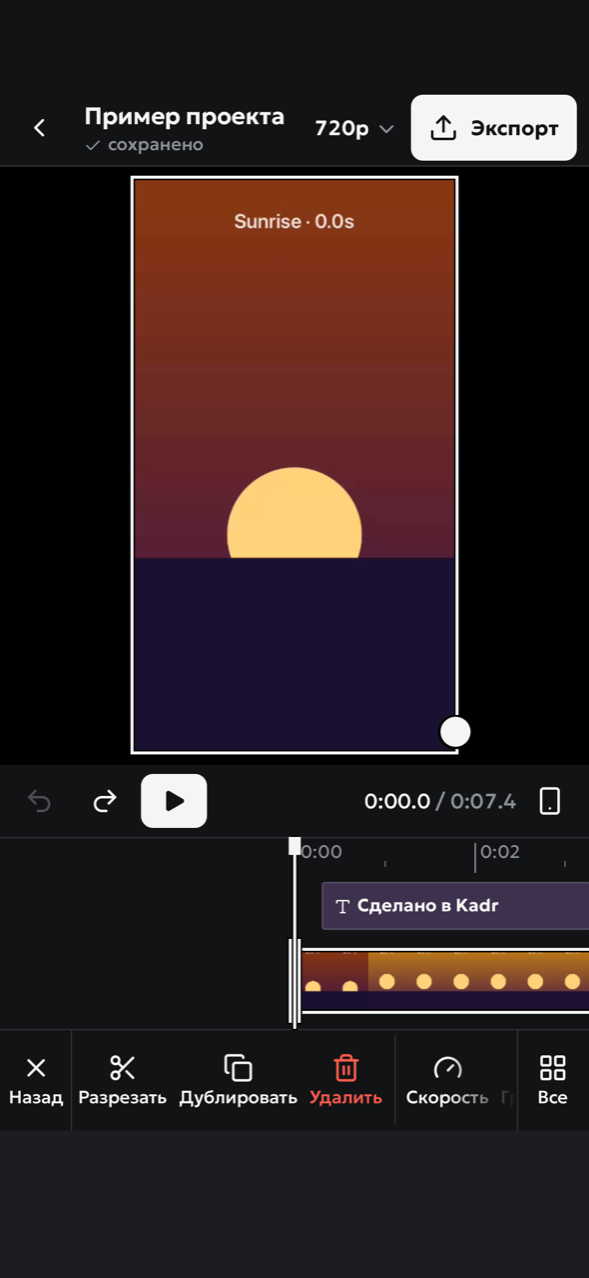 Пример проекта
сохранено
720p
Экспорт
Sunrise · 0.0s
0:00.0 / 0:07.4
0:00
0:02
Сделано в Kadr
Назад
Разрезать
Дублировать
Удалить
Скорость
Все